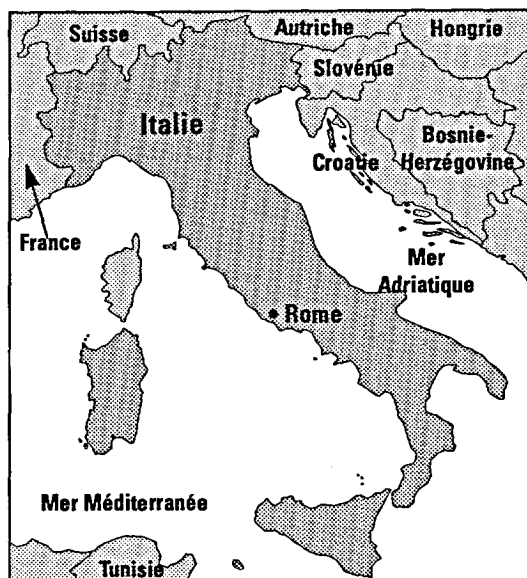 Suisse
Autriche
Hongrie
Slovénie
Italie
Bosnie-
Herzégovine
Croatie
France
Mer
Adriatique
Rome
Mer Méditerranée
Tunisie